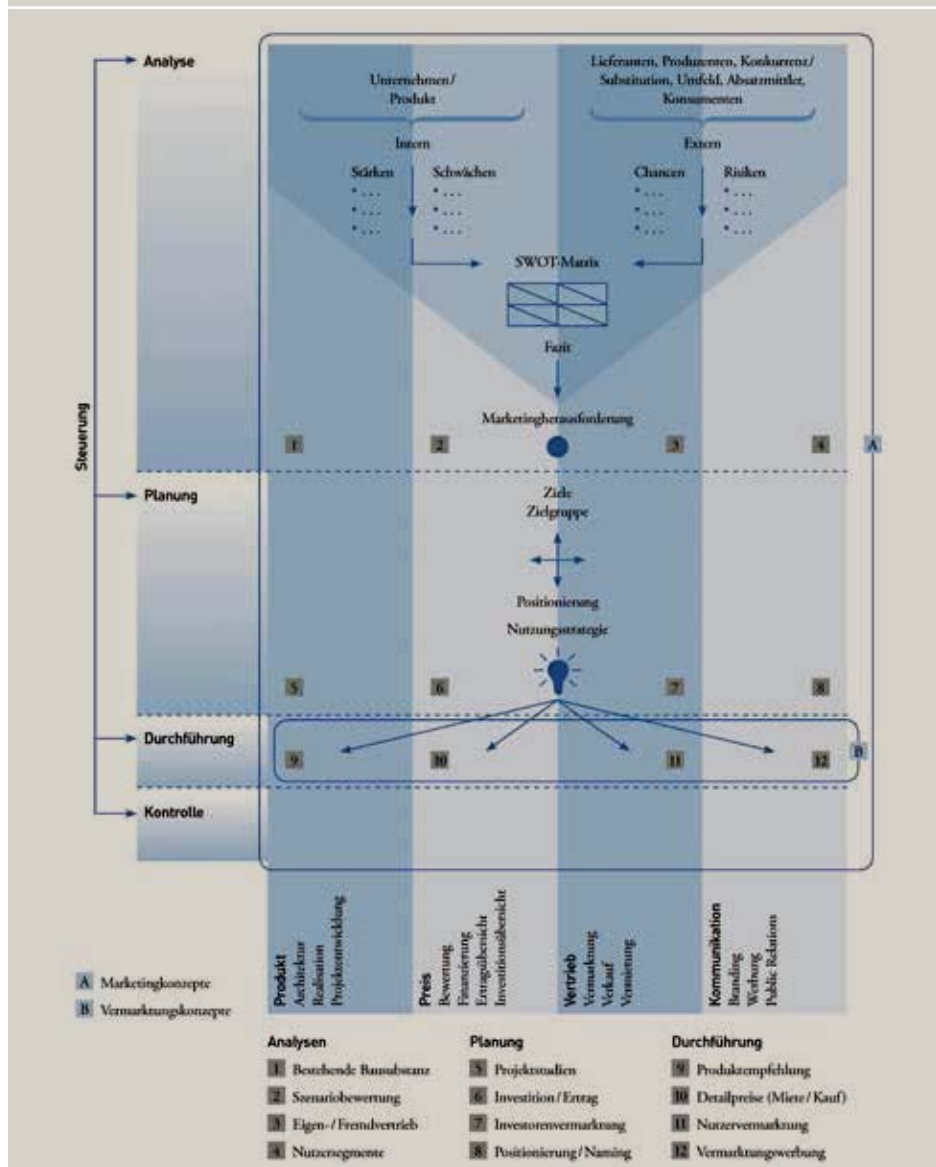 Analyse
Unternehmen/
Produkt
Lieferanten, Produzenten, Konkurrenz/
Substitution, Umfeld, Absatzmittler,
Konsumenten
Intern
Extern
Stärken
Schwächen
Chancen
Risiken
• ...
• ...
• ...
• ...
• ...
• ...
• ...
• ...
• ...
• ...
• ...
• ...
SWOT-Matrix
Fazit
Marketingherausforderung
1
2
3
4
A
Steuerung
Planung
Ziele
Zielgruppe
Positionierung
Nutzungsstrategie
5
6
7
8
Durchführung
B
9
10
11
12
Kontrolle
Produkt
Architektur
Realisation
Projektentwicklung
Preis
Bewertung
Finanzierung
Ertragsübersicht
Investitionsübersicht
Vertrieb
Vermarktung
Verkauf
Vermietung
Kommunikation
Branding
Werbung
Public Relations
A Marketingkonzepte
B Vermarktungskonzepte
Analysen
1 Bestehende Bausubstanz
2 Szenariobewertung
3 Eigen-/Fremdvertrieb
4 Nutzersegmente
Planung
5 Projektstudien
6 Investition/Ertrag
7 Investorenvermarktung
8 Positionierung/Naming
Durchführung
9 Produktempfehlung
10 Detailpreise (Miete/Kauf)
11 Nutzervermarktung
12 Vermarktungswerbung